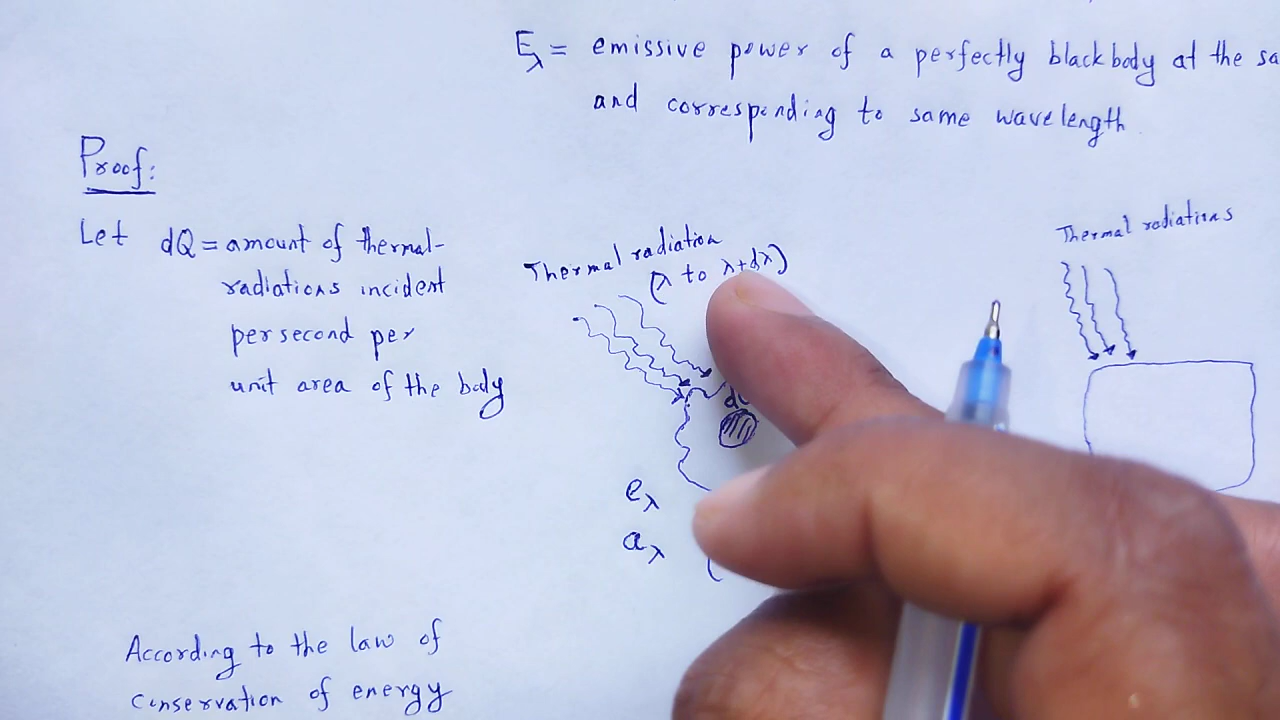 Eλ = emissive power of a perfectly blackbody at the sa
and corresponding to same wavelength
Proof:
Let dQ = amount of thermal-
radiations incident
per second per
unit area of the body
Thermal radiation
(λ to λ+dλ)
Thermal radiations
eλ
aλ
According to the law of
conservation of energy